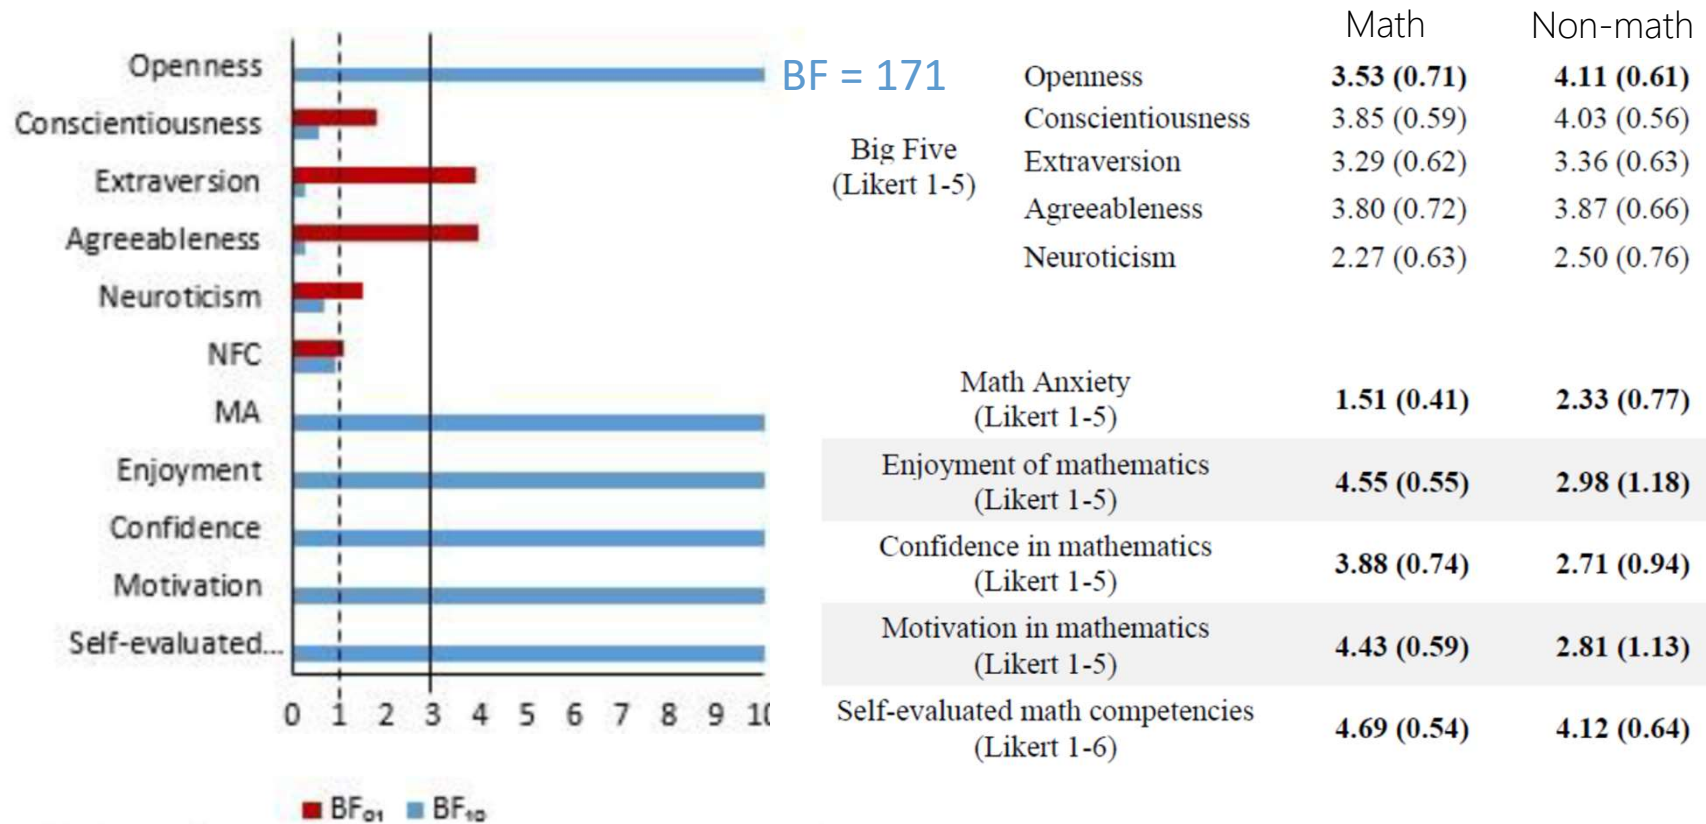 Openness
Conscientiousness
Extraversion
Agreeableness
Neuroticism
NFC
MA
Enjoyment
Confidence
Motivation
Self-evaluated...
0 1 2 3 4 5 6 7 8 9 10
BF₀₁ BF₁₀
BF = 171
Math Non-math
Big Five
(Likert 1-5)
Openness 3.53 (0.71) 4.11 (0.61)
Conscientiousness 3.85 (0.59) 4.03 (0.56)
Extraversion 3.29 (0.62) 3.36 (0.63)
Agreeableness 3.80 (0.72) 3.87 (0.66)
Neuroticism 2.27 (0.63) 2.50 (0.76)
Math Anxiety
(Likert 1-5)
1.51 (0.41) 2.33 (0.77)
Enjoyment of mathematics
(Likert 1-5)
4.55 (0.55) 2.98 (1.18)
Confidence in mathematics
(Likert 1-5)
3.88 (0.74) 2.71 (0.94)
Motivation in mathematics
(Likert 1-5)
4.43 (0.59) 2.81 (1.13)
Self-evaluated math competencies
(Likert 1-6)
4.69 (0.54) 4.12 (0.64)